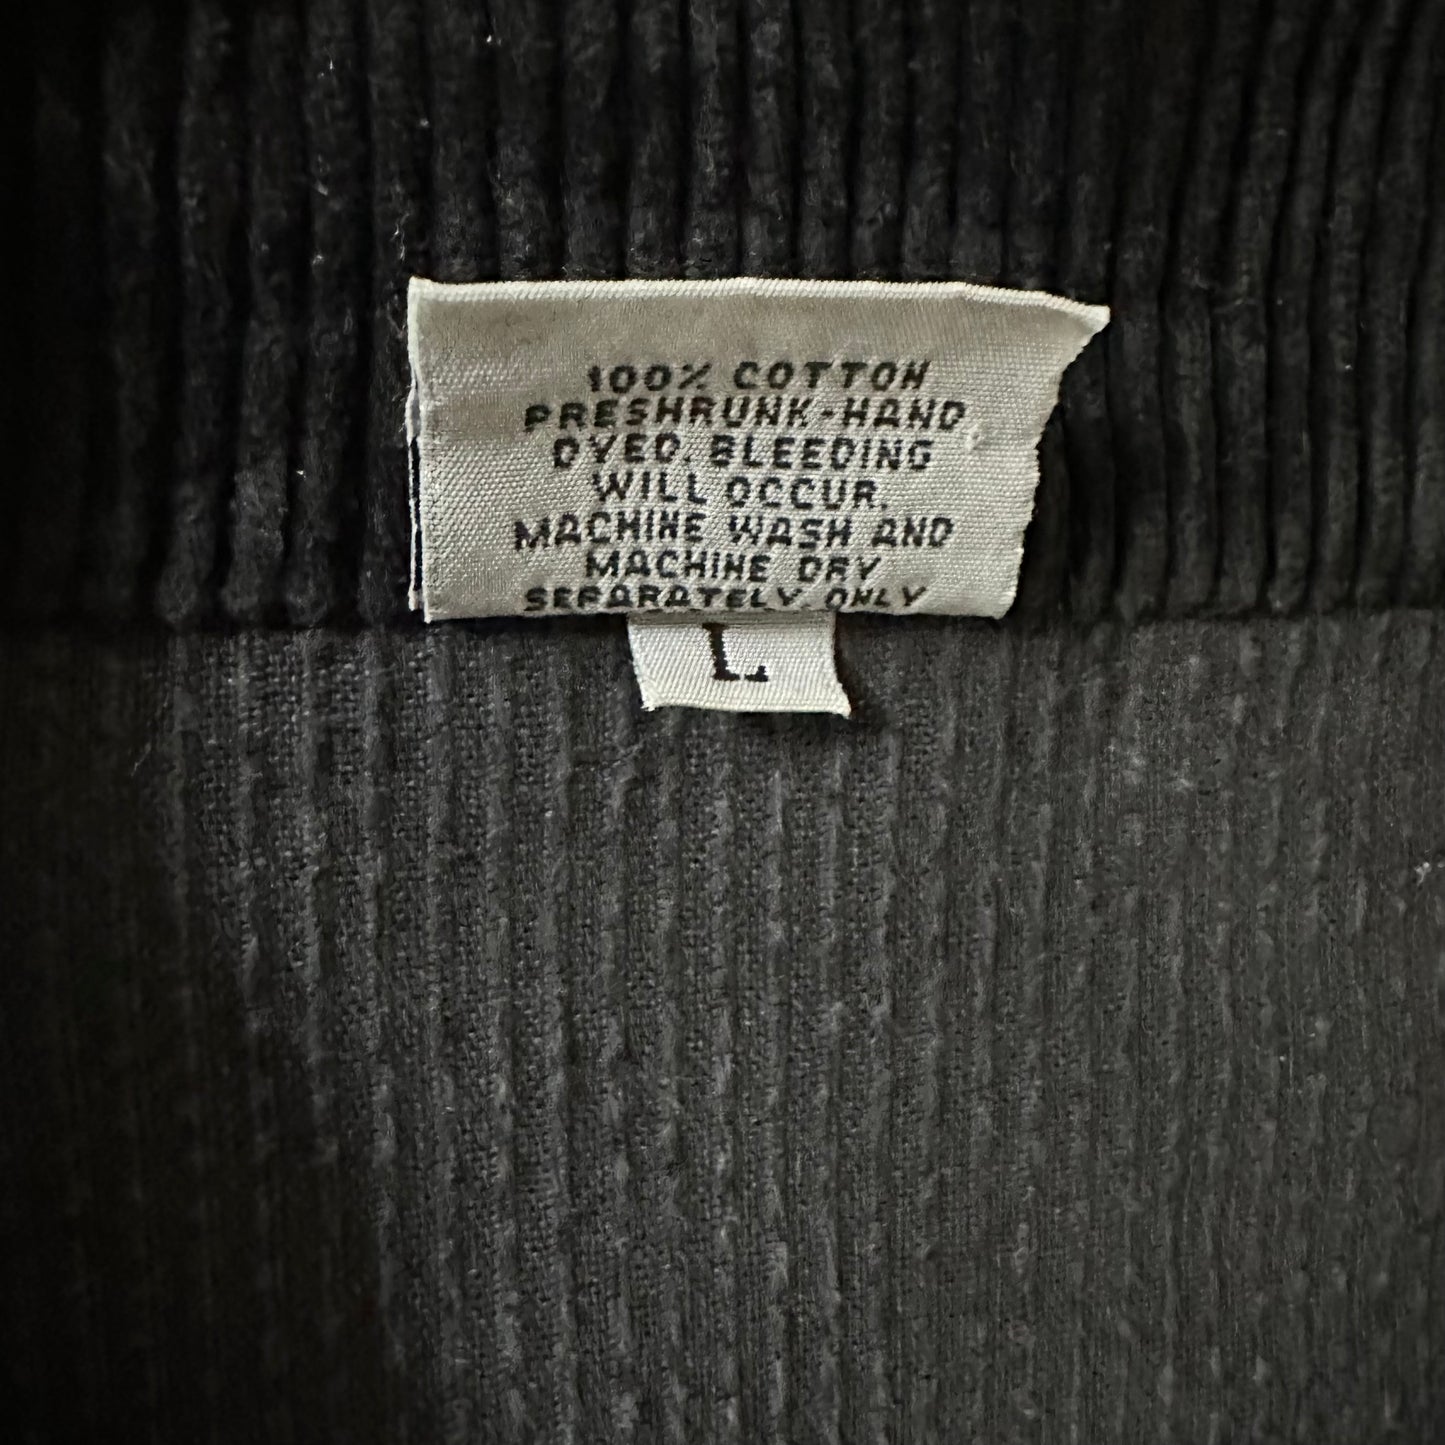 100% COTTON
PRESHRUNK-HAND
DYED. BLEEDING
WILL OCCUR.
MACHINE WASH AND
MACHINE DRY
SEPARATELY. ONLY
L